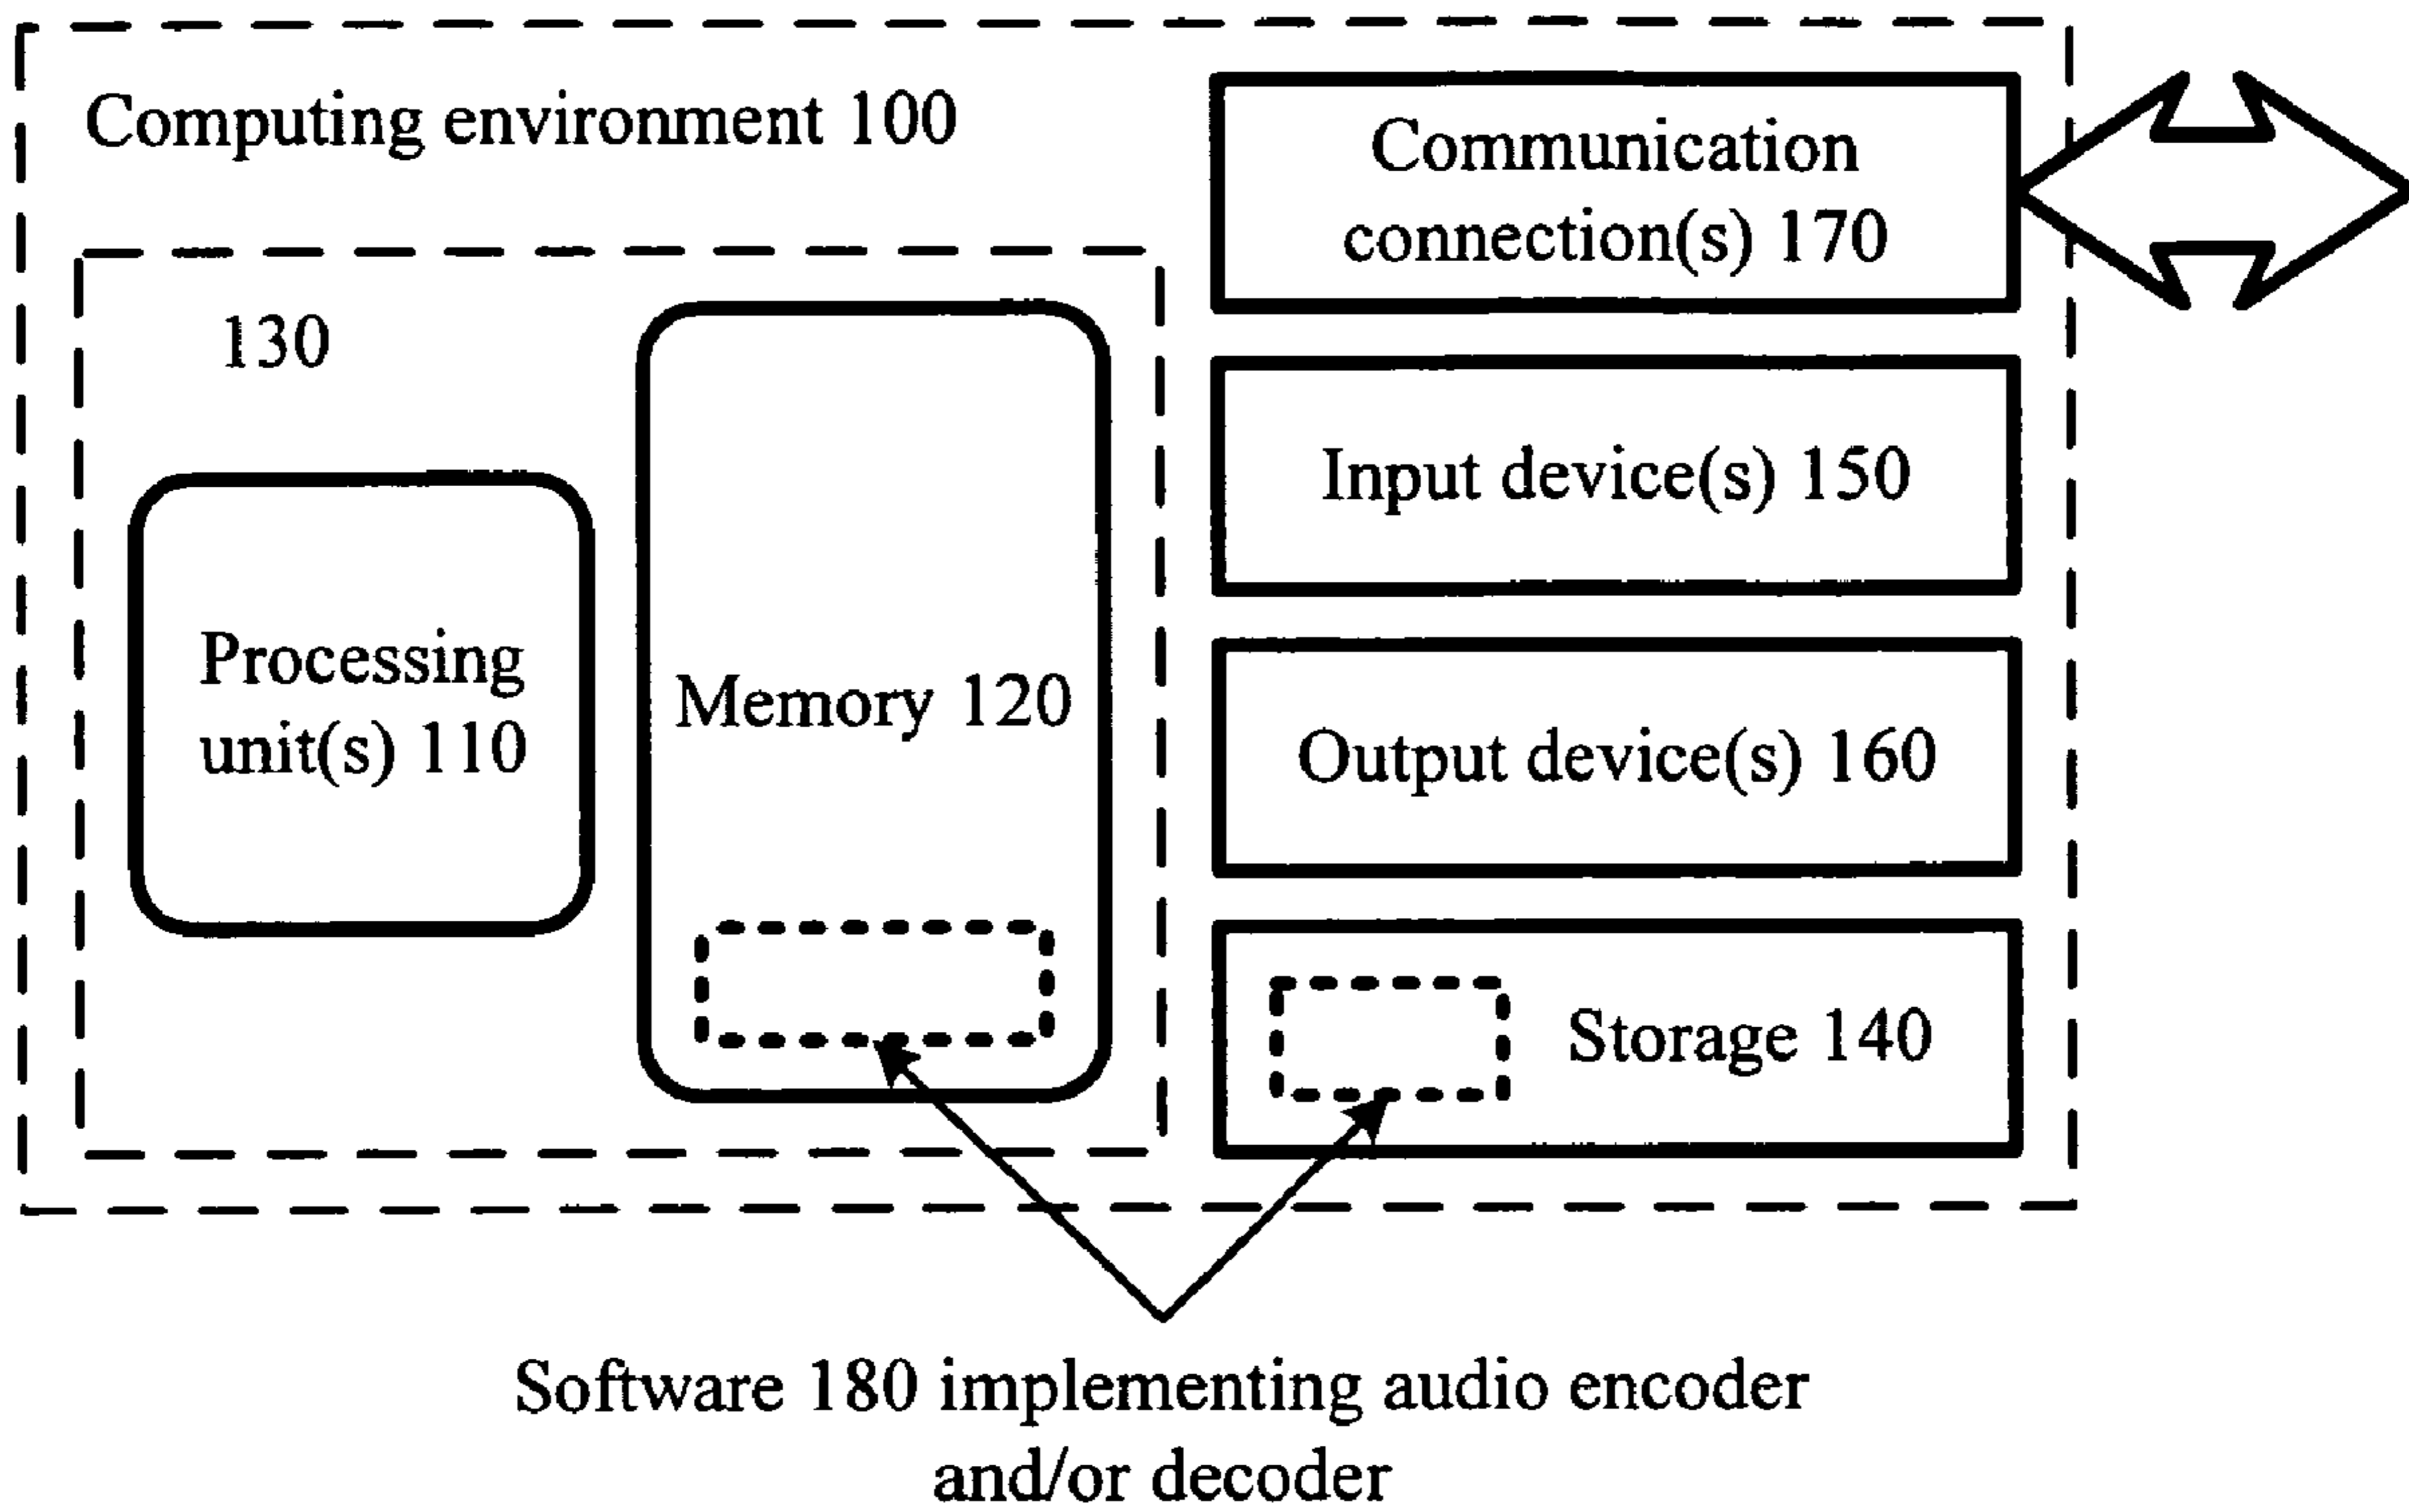 Computing environment 100
Communication
connection(s) 170
130
Input device(s) 150
Processing
unit(s) 110
Memory 120
Output device(s) 160
Storage 140
Software 180 implementing audio encoder
and/or decoder